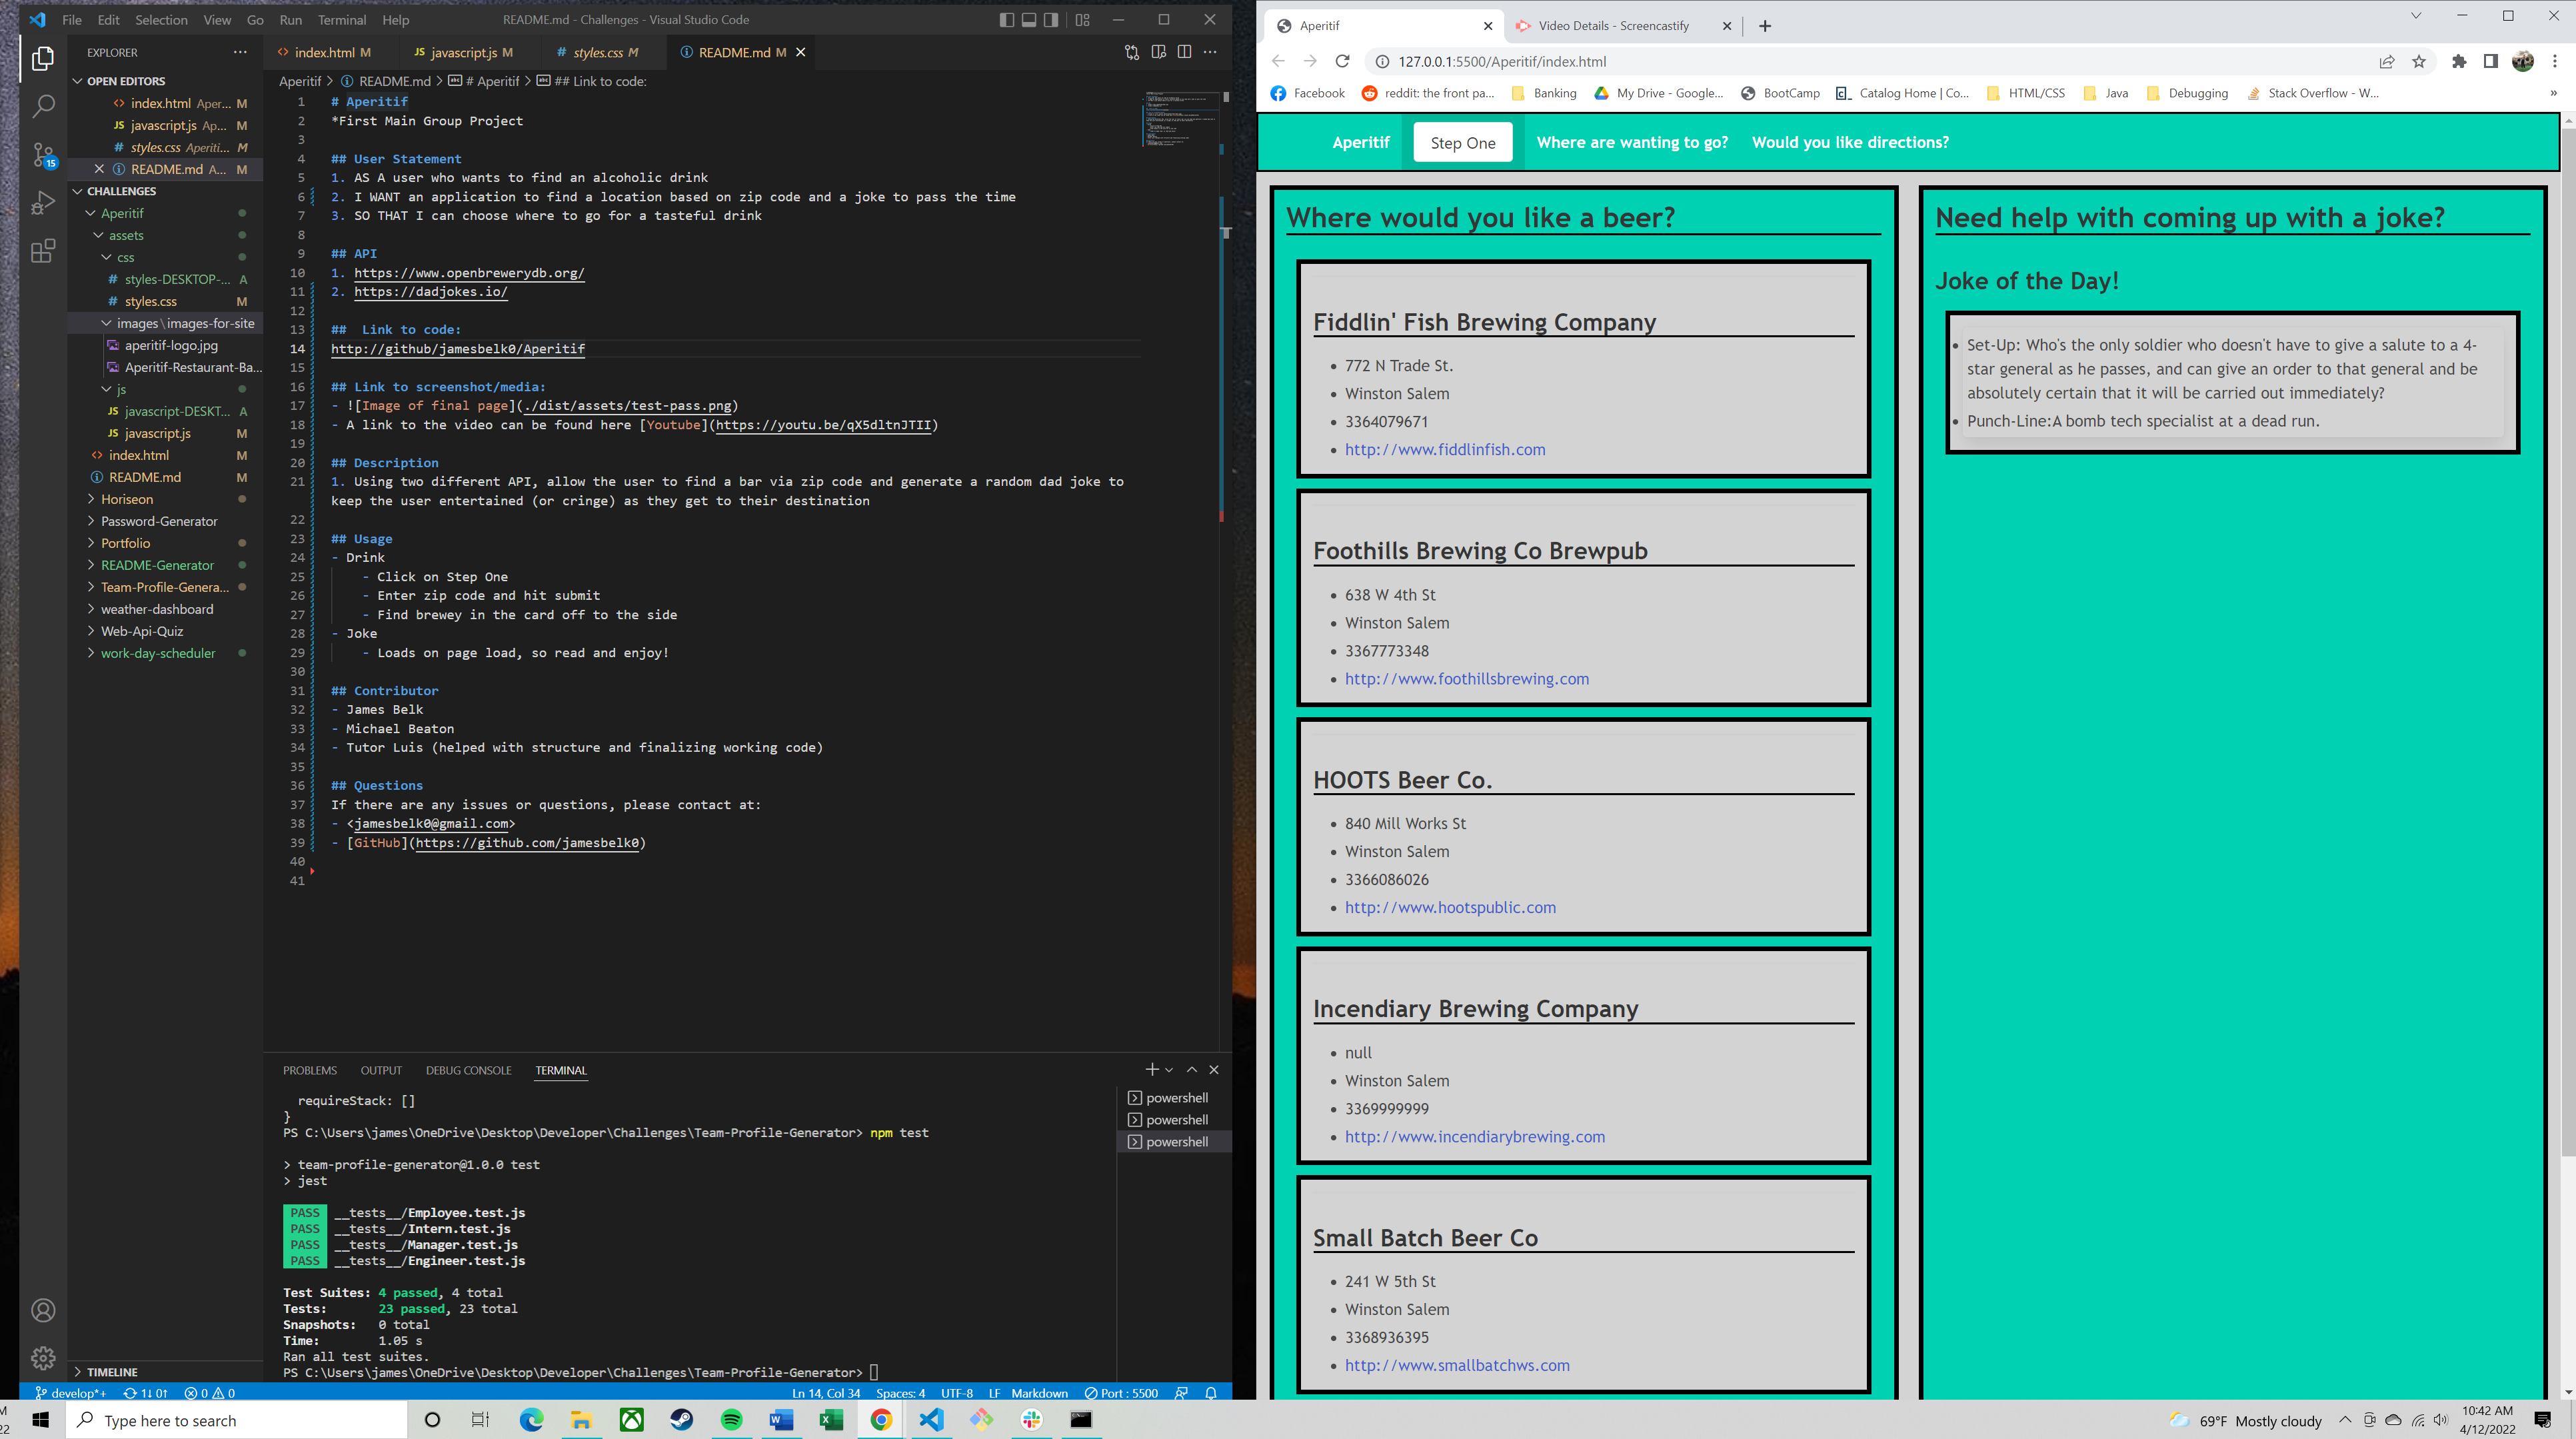 File Edit Selection View Go Run Terminal Help
README.md - Challenges - Visual Studio Code
EXPLORER
OPEN EDITORS
index.html Aper... M
javascript.js Ap... M
styles.css Aperiti... M
README.md A... M
CHALLENGES
Aperitif
assets
css
styles-DESKTOP-... A
styles.css M
images\images-for-site
aperitif-logo.jpg
Aperitif-Restaurant-Ba...
js
javascript-DESKT... A
javascript.js M
index.html M
README.md M
Horiseon
Password-Generator
Portfolio
README-Generator
Team-Profile-Genera...
weather-dashboard
Web-Api-Quiz
work-day-scheduler
TIMELINE
15
index.html M javascript.js M styles.css M README.md M
Aperitif > README.md > # Aperitif > ## Link to code:
1 # Aperitif
2 *First Main Group Project
3
4 ## User Statement
5 1. AS A user who wants to find an alcoholic drink
6 2. I WANT an application to find a location based on zip code and a joke to pass the time
7 3. SO THAT I can choose where to go for a tasteful drink
8
9 ## API
10 1. https://www.openbrewerydb.org/
11 2. https://dadjokes.io/
12
13 ##  Link to code:
14 http://github/jamesbelk0/Aperitif
15
16 ## Link to screenshot/media:
17 - ![Image of final page](./dist/assets/test-pass.png)
18 - A link to the video can be found here [Youtube](https://youtu.be/qX5dltnJTII)
19
20 ## Description
21 1. Using two different API, allow the user to find a bar via zip code and generate a random dad joke to
keep the user entertained (or cringe) as they get to their destination
22
23 ## Usage
24 - Drink
25 - Click on Step One
26 - Enter zip code and hit submit
27 - Find brewey in the card off to the side
28 - Joke
29 - Loads on page load, so read and enjoy!
30
31 ## Contributor
32 - James Belk
33 - Michael Beaton
34 - Tutor Luis (helped with structure and finalizing working code)
35
36 ## Questions
37 If there are any issues or questions, please contact at:
38 - <jamesbelk0@gmail.com>
39 - [GitHub](https://github.com/jamesbelk0)
40
41
PROBLEMS OUTPUT DEBUG CONSOLE TERMINAL
requireStack: []
}
PS C:\Users\james\OneDrive\Desktop\Developer\Challenges\Team-Profile-Generator> npm test
> team-profile-generator@1.0.0 test
> jest
PASS __tests__/Employee.test.js
PASS __tests__/Intern.test.js
PASS __tests__/Manager.test.js
PASS __tests__/Engineer.test.js
Test Suites: 4 passed, 4 total
Tests: 23 passed, 23 total
Snapshots: 0 total
Time: 1.05 s
Ran all test suites.
PS C:\Users\james\OneDrive\Desktop\Developer\Challenges\Team-Profile-Generator>
powershell
powershell
powershell
develop*+ 1↓ 0↑ 0 0 Ln 14, Col 34 Spaces: 4 UTF-8 LF Markdown Port : 5500
Aperitif Video Details - Screencastify
127.0.0.1:5500/Aperitif/index.html
Facebook reddit: the front pa... Banking My Drive - Google... BootCamp Catalog Home | Co... HTML/CSS Java Debugging Stack Overflow - W... »
Aperitif Step One Where are wanting to go? Would you like directions?
Where would you like a beer?
Fiddlin' Fish Brewing Company
772 N Trade St.
Winston Salem
3364079671
http://www.fiddlinfish.com
Foothills Brewing Co Brewpub
638 W 4th St
Winston Salem
3367773348
http://www.foothillsbrewing.com
HOOTS Beer Co.
840 Mill Works St
Winston Salem
3366086026
http://www.hootspublic.com
Incendiary Brewing Company
null
Winston Salem
3369999999
http://www.incendiarybrewing.com
Small Batch Beer Co
241 W 5th St
Winston Salem
3368936395
http://www.smallbatchws.com
Need help with coming up with a joke?
Joke of the Day!
Set-Up: Who's the only soldier who doesn't have to give a salute to a 4-
star general as he passes, and can give an order to that general and be
absolutely certain that it will be carried out immediately?
Punch-Line:A bomb tech specialist at a dead run.
M
22
Type here to search
69°F Mostly cloudy
10:42 AM
4/12/2022